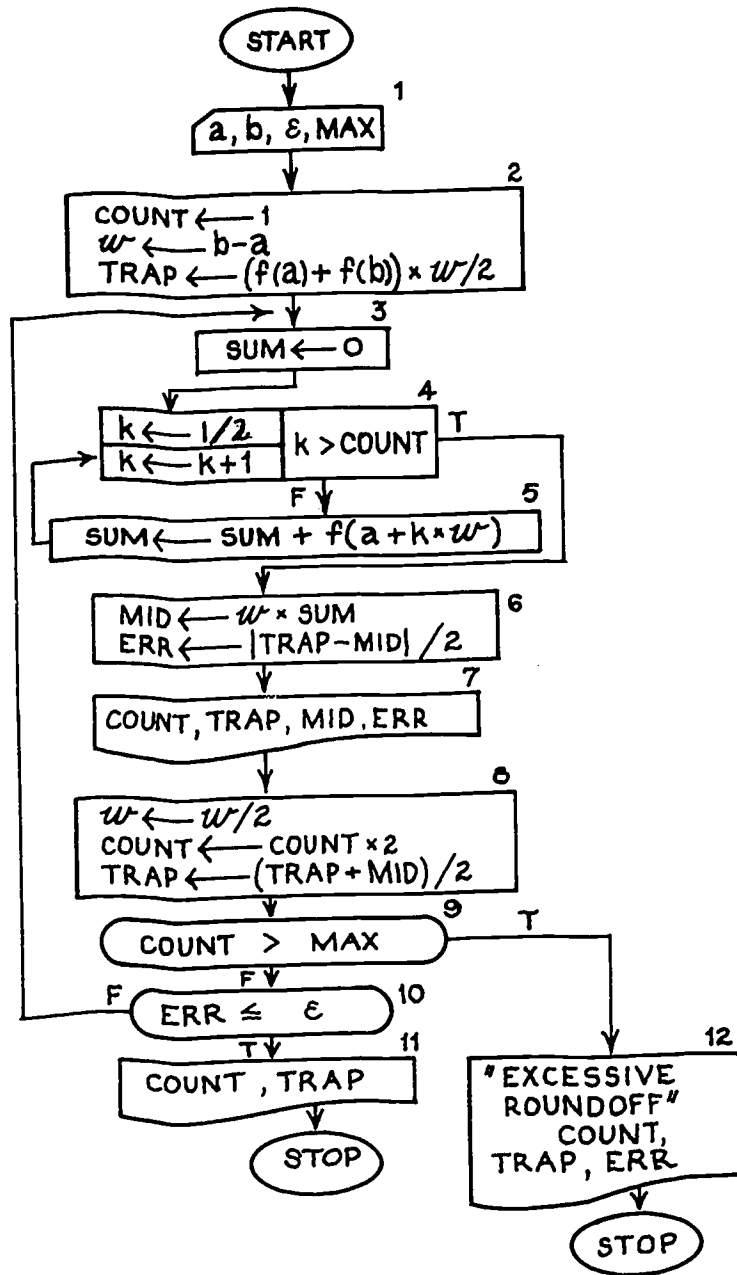 START
1
a, b, ε, MAX
2
COUNT ← 1
w ← b-a
TRAP ← (f(a) + f(b)) × w/2
3
SUM ← 0
4
k ← 1/2
k ← k+1
k > COUNT
T
F
5
SUM ← SUM + f(a+k×w)
6
MID ← w × SUM
ERR ← |TRAP-MID| /2
7
COUNT, TRAP, MID, ERR
8
w ← w/2
COUNT ← COUNT ×2
TRAP ← (TRAP+MID)/2
9
COUNT > MAX
T
F
10
F
ERR ≦ ε
T
11
COUNT , TRAP
STOP
12
"EXCESSIVE
ROUNDOFF"
COUNT,
TRAP, ERR
STOP